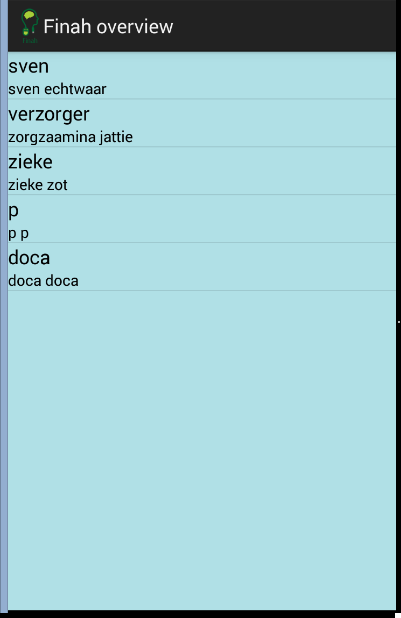 Finah overview
sven
sven echtwaar
verzorger
zorgzaamina jattie
zieke
zieke zot
p
p p
doca
doca doca